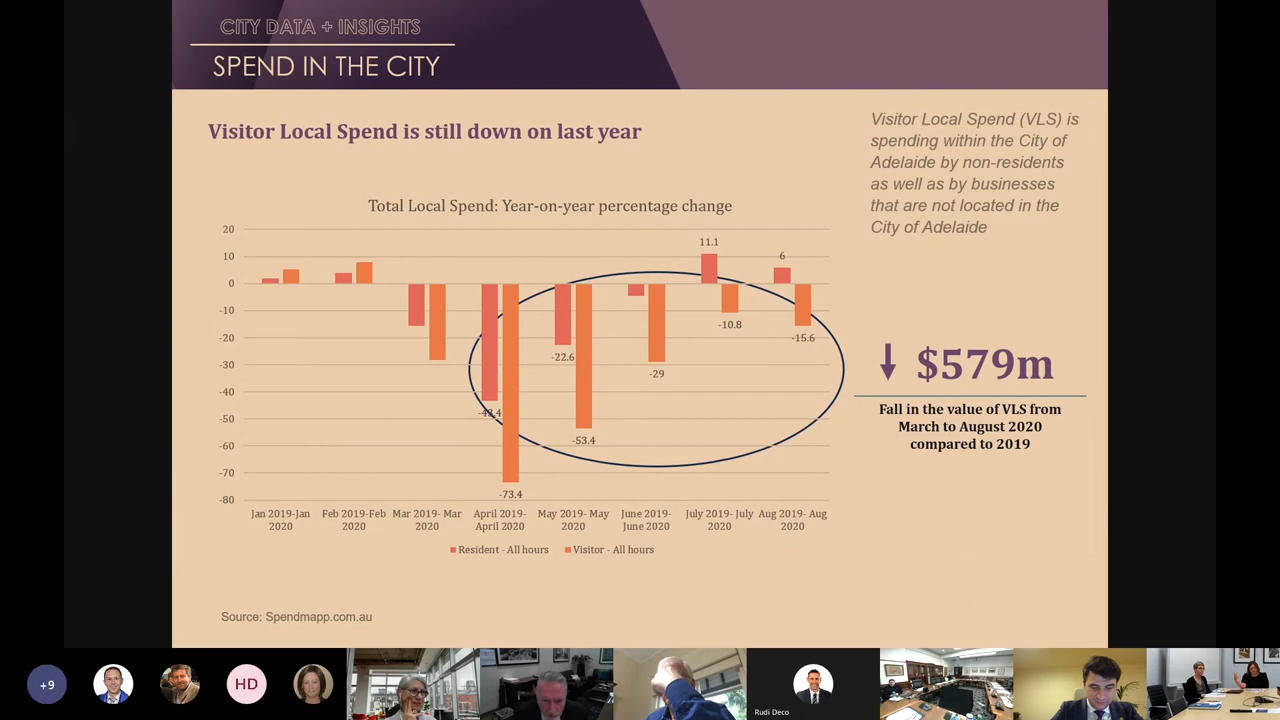 CITY DATA + INSIGHTS
SPEND IN THE CITY
Visitor Local Spend is still down on last year
Visitor Local Spend (VLS) is
spending within the City of
Adelaide by non-residents
as well as by businesses
that are not located in the
City of Adelaide
Total Local Spend: Year-on-year percentage change
20
10
0
-10
-20
-30
-40
-50
-60
-70
-80
11.1
6
-10.8
-15.6
-22.6
-29
-43.4
-53.4
-73.4
Jan 2019-Jan
2020
Feb 2019-Feb
2020
Mar 2019- Mar
2020
April 2019-
April 2020
May 2019- May
2020
June 2019-
June 2020
July 2019- July
2020
Aug 2019- Aug
2020
Resident - All hours
Visitor - All hours
$579m
Fall in the value of VLS from
March to August 2020
compared to 2019
Source: Spendmapp.com.au
+9
HD
Rudi Deco